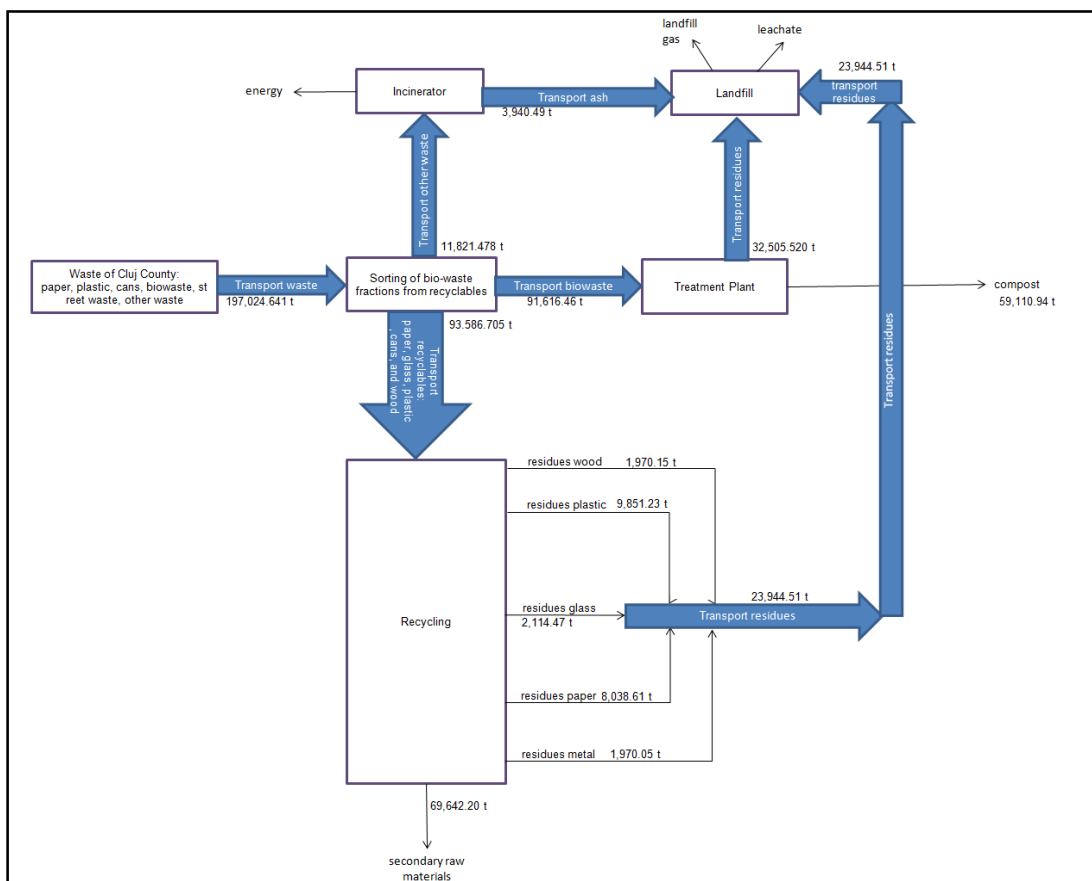 landfill
gas
leachate
23,944.51 t
energy
Incinerator
Transport ash
3,940.49 t
Landfill
transport
residues
Transport other waste
11,821.478 t
Transport residues
32,505.520 t
Waste of Cluj County:
paper, plastic, cans, biowaste, st
reet waste, other waste
Transport waste
197,024.641 t
Sorting of bio-waste
fractions from recyclables
Transport biowaste
91,616.46 t
Treatment Plant
compost
59,110.94 t
93.586.705 t
Transport
recyclables:
paper, glass, plastic
, cans, and wood
Transport residues
Recycling
residues wood 1,970.15 t
residues plastic 9,851.23 t
23,944.51 t
residues glass
2,114.47 t
Transport residues
residues paper 8,038.61 t
residues metal 1,970.05 t
69,642.20 t
secondary raw
materials